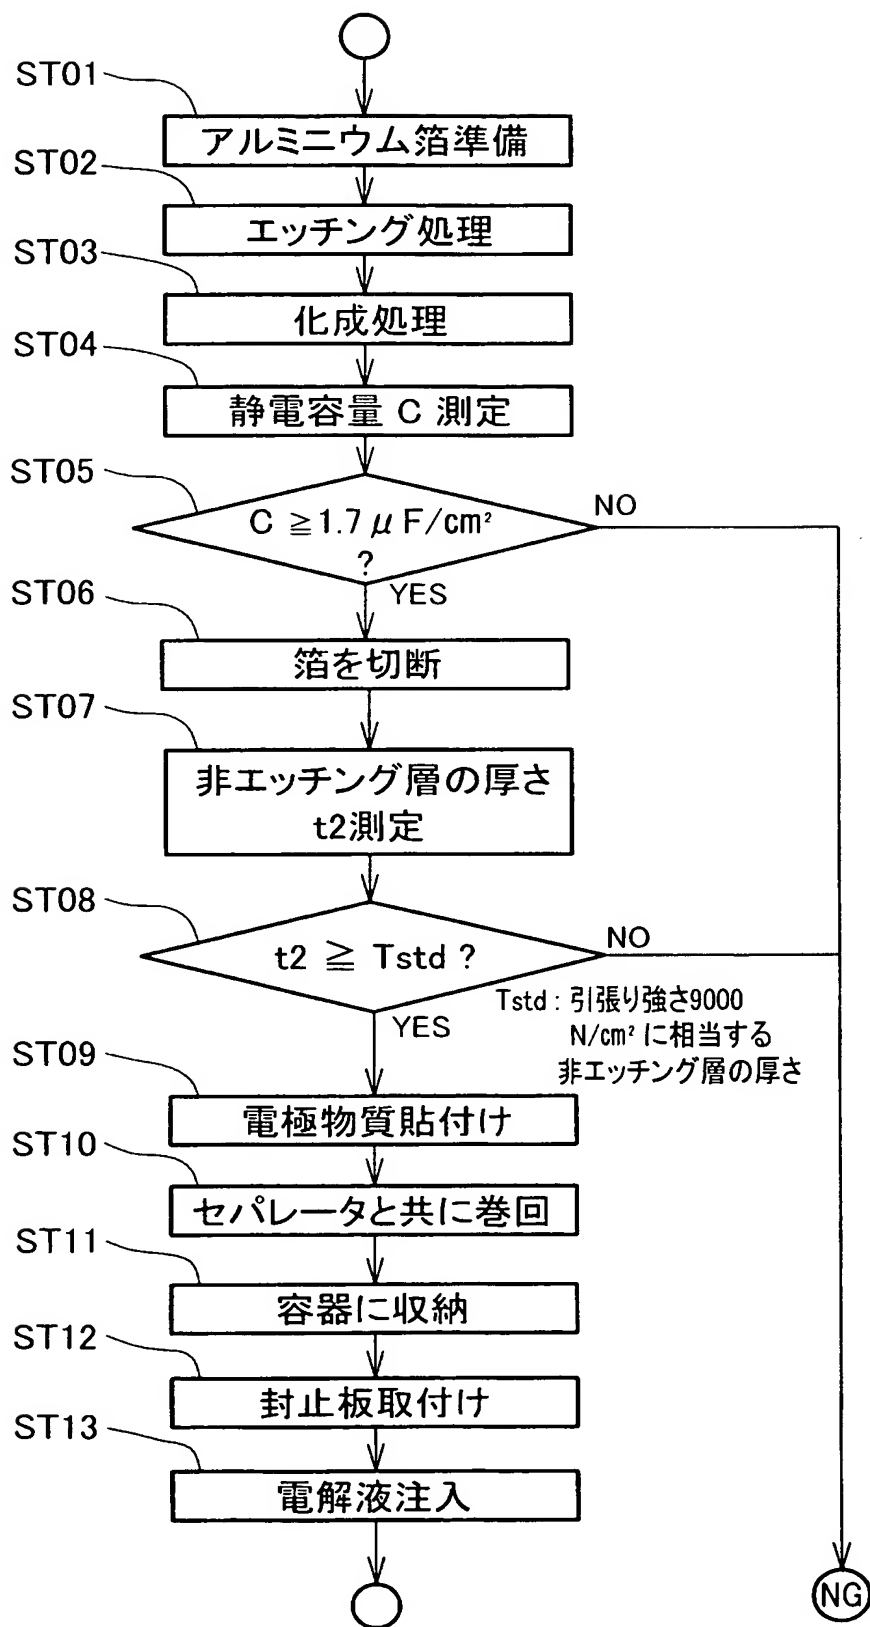 ST01
アルミニウム箔準備
ST02
エッチング処理
ST03
化成処理
ST04
静電容量 C 測定
ST05
C ≧1.7 μ F/cm²
?
NO
YES
ST06
箔を切断
ST07
非エッチング層の厚さ
t2測定
ST08
t2 ≧ Tstd ?
NO
YES
Tstd : 引張り強さ9000
N/cm² に相当する
非エッチング層の厚さ
ST09
電極物質貼付け
ST10
セパレータと共に巻回
ST11
容器に収納
ST12
封止板取付け
ST13
電解液注入
NG